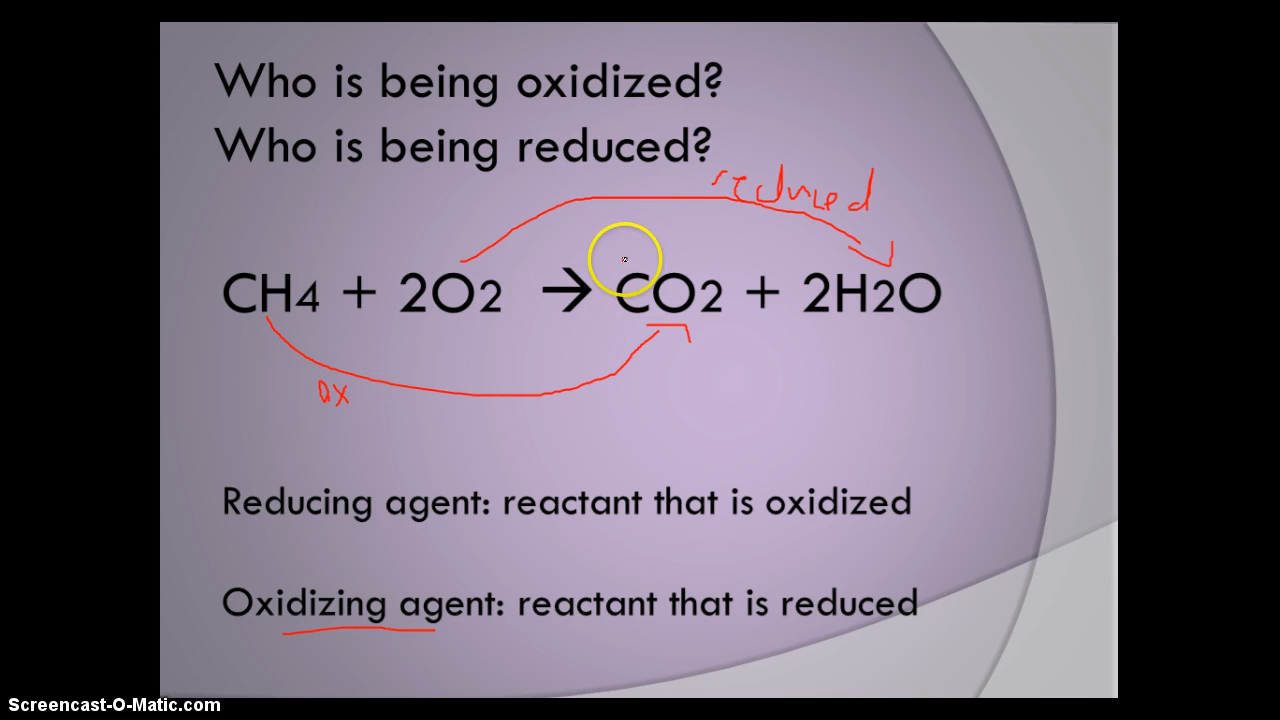 Who is being oxidized?
Who is being reduced?
reduced
CH4 + 2O2 → CO2 + 2H2O
ox
Reducing agent: reactant that is oxidized
Oxidizing agent: reactant that is reduced
Screencast-O-Matic.com